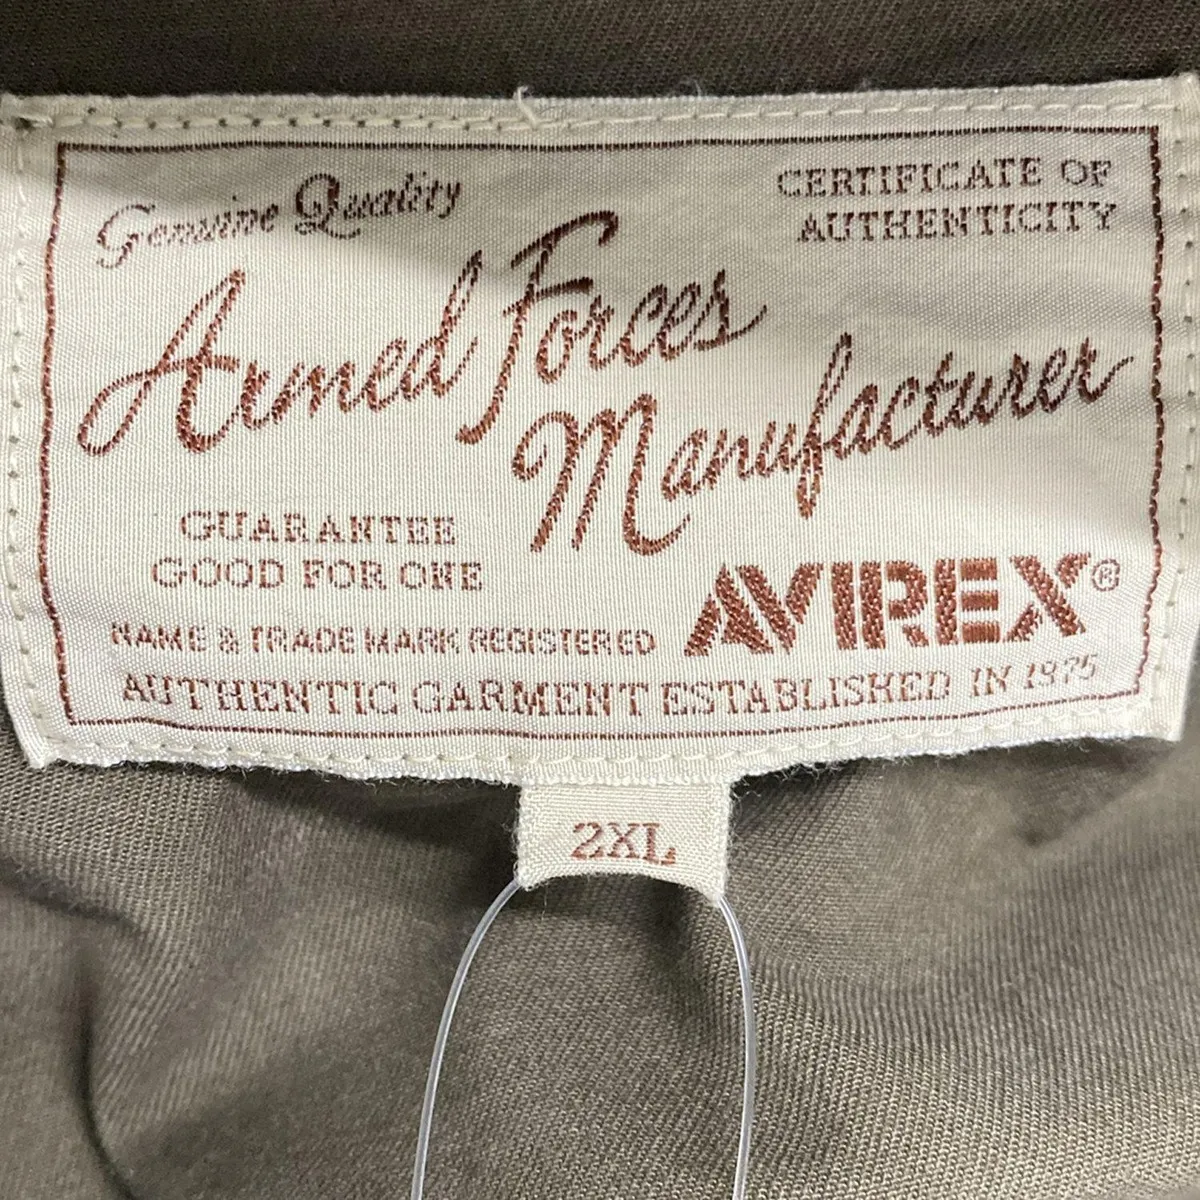 Genuine Quality
CERTIFICATE OF
AUTHENTICITY
Armed Forces
Manufacturer
GUARANTEE
GOOD FOR ONE
AVIREX®
NAME & TRADE MARK REGISTERED
AUTHENTIC GARMENT ESTABLISHED IN 1975
2XL